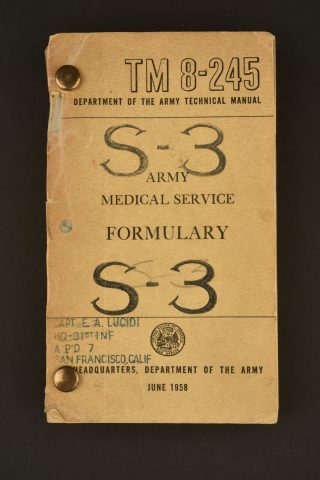 TM 8-245
DEPARTMENT OF THE ARMY TECHNICAL MANUAL
S-3
ARMY
MEDICAL SERVICE
FORMULARY
S-3
CAPT. E. A. LUCIDI
HQ-31ST INF
A P O 7
SAN FRANCISCO, CALIF
HEADQUARTERS, DEPARTMENT OF THE ARMY
JUNE 1958